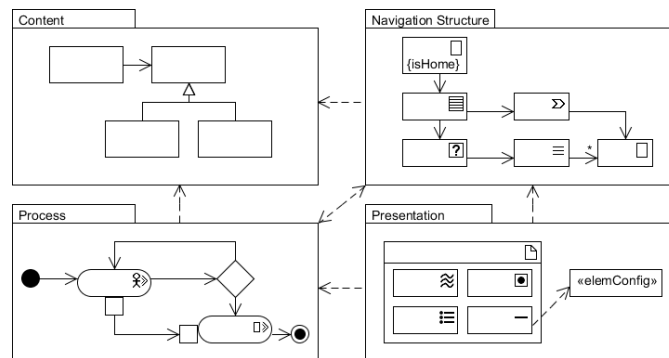 Content
Navigation Structure
{isHome}
?
*
Process
Presentation
«elemConfig»